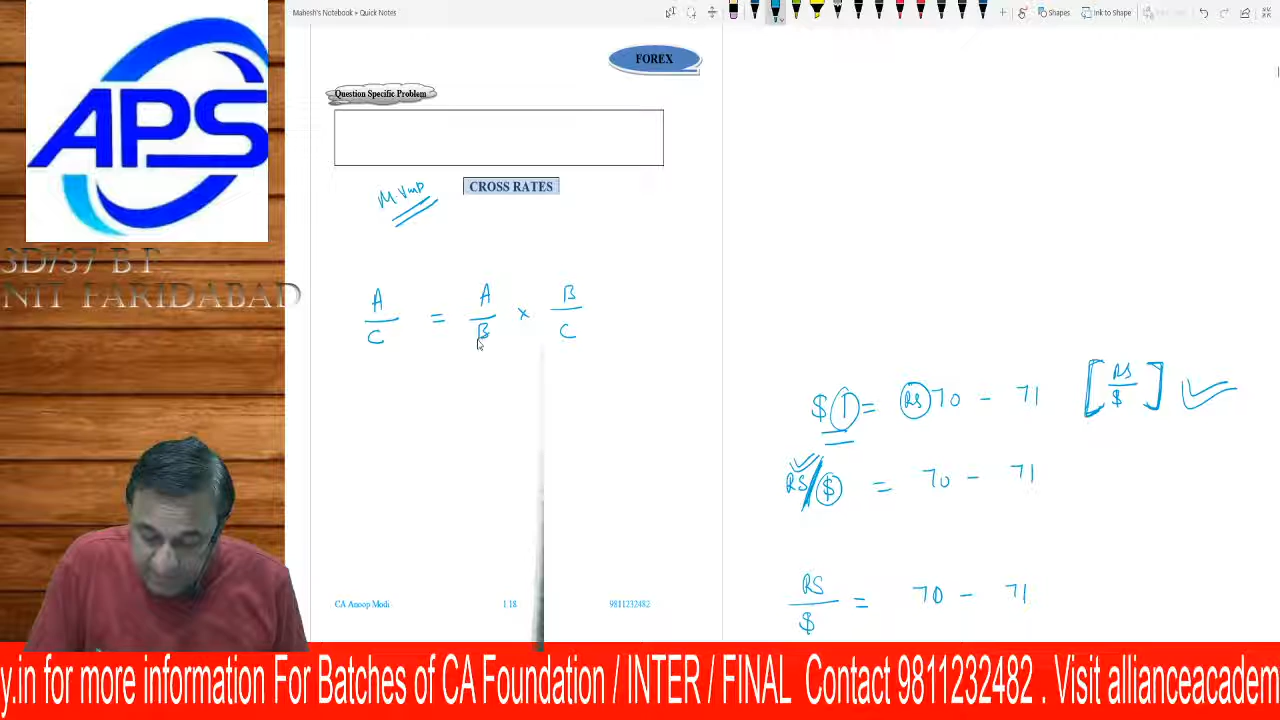 Mahesh's Notebook » Quick Notes
Shapes
Ink to Shape
APS
3D/37 B.P.
NIT FARIDABAD
FOREX
Question Specific Problem
CROSS RATES
A/C = A/B × B/C
$ 1 = RS 70 - 71 [RS/$]
RS/$ = 70 - 71
RS/$ = 70 - 71
CA Anoop Modi 1.18 9811232482
y.in for more information For Batches of CA Foundation / INTER / FINAL Contact 9811232482 . Visit allianceacadem